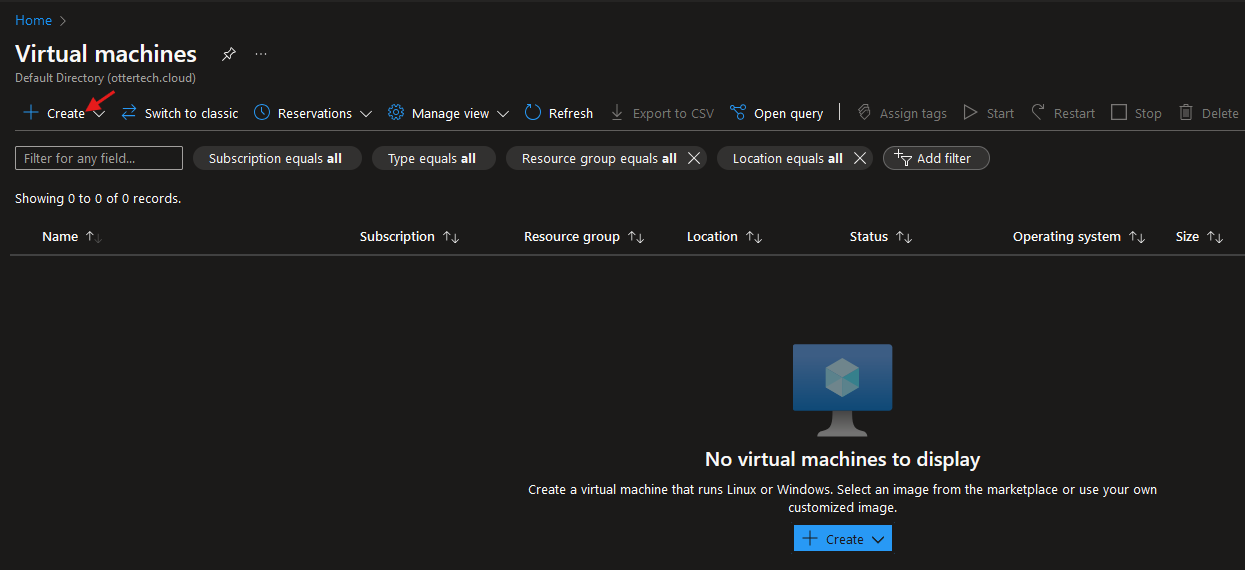 Home
Virtual machines
Default Directory (ottertech.cloud)
Create Switch to classic Reservations Manage view Refresh Export to CSV Open query Assign tags Start Restart Stop Delete
Filter for any field... Subscription equals all Type equals all Resource group equals all Location equals all Add filter
Showing 0 to 0 of 0 records.
Name Subscription Resource group Location Status Operating system Size
No virtual machines to display
Create a virtual machine that runs Linux or Windows. Select an image from the marketplace or use your own
customized image.
Create